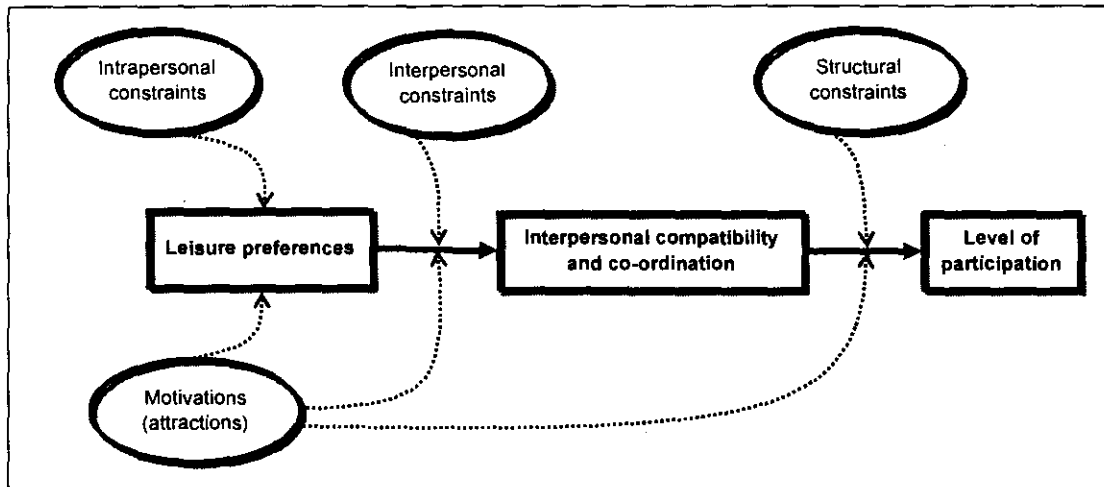 Intrapersonal
constraints
Interpersonal
constraints
Structural
constraints
Leisure preferences
Interpersonal compatibility
and co-ordination
Level of
participation
Motivations
(attractions)